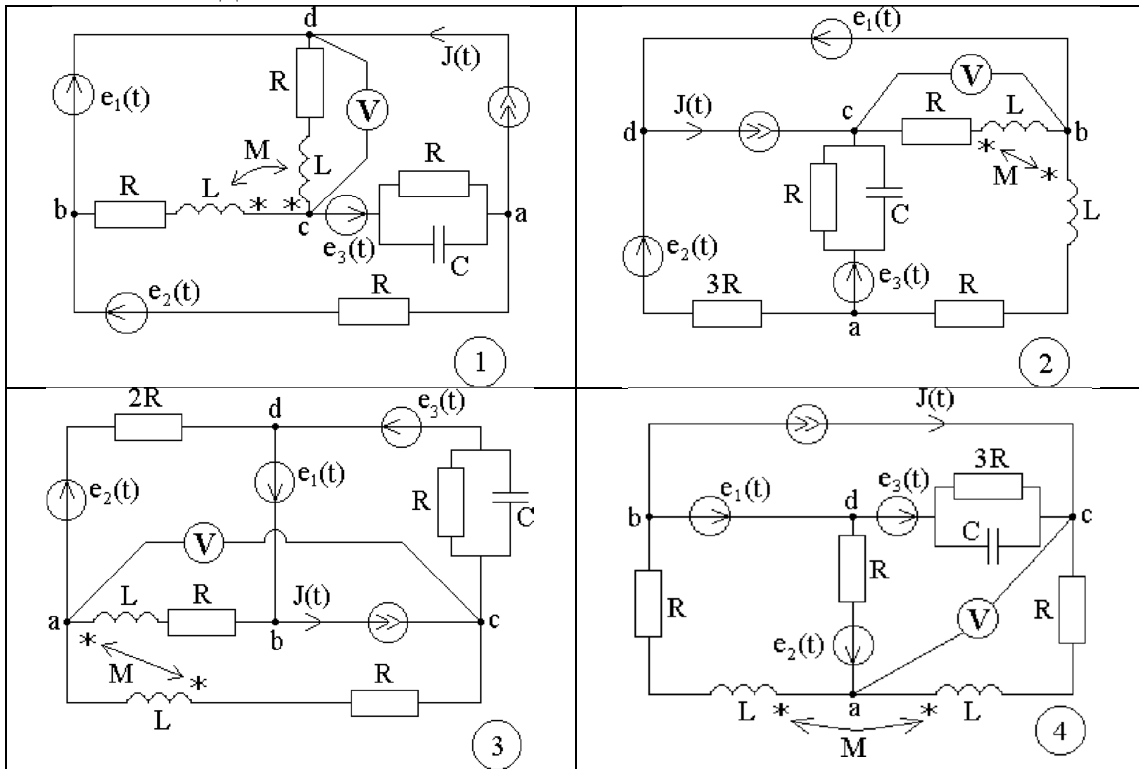 d
J(t)
R
e₁(t)
V
M
R
L
L
R
b
* *
c
a
e₃(t)
C
e₂(t)
R
1
e₁(t)
V
c
R
L
d
J(t)
b
*
M
*
R
C
L
e₂(t)
e₃(t)
3R
R
a
2
2R
d
e₃(t)
e₁(t)
e₂(t)
R
C
V
L
R
J(t)
a
b
c
*
M
*
R
L
3
J(t)
3R
e₁(t)
e₃(t)
b
d
c
C
R
R
V
R
e₂(t)
L
*
a
*
L
M
4